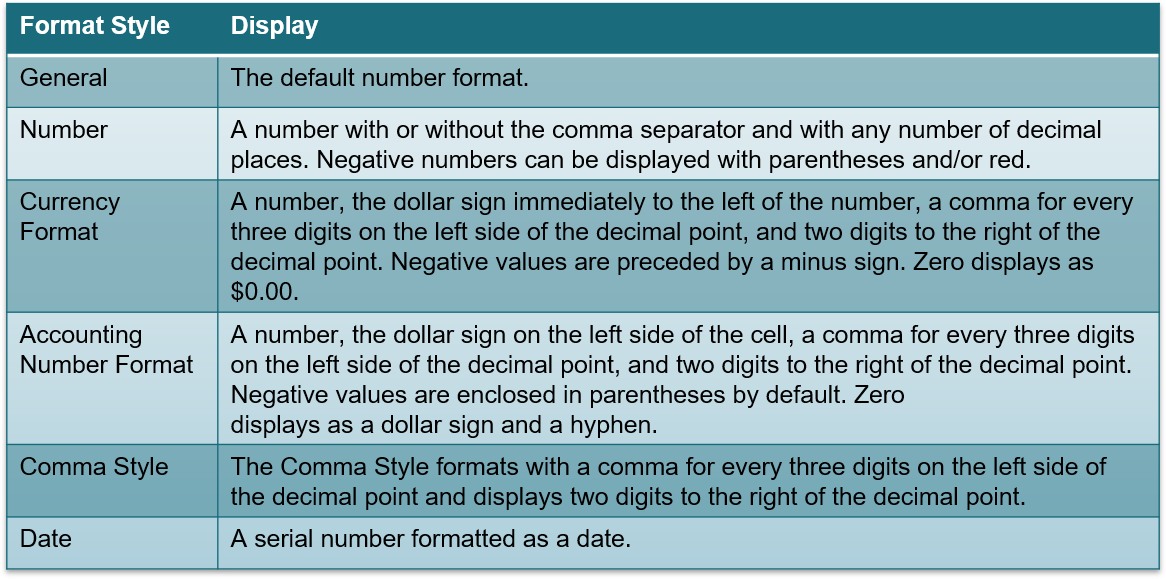 Format Style Display
General The default number format.
Number A number with or without the comma separator and with any number of decimal
places. Negative numbers can be displayed with parentheses and/or red.
Currency
Format
A number, the dollar sign immediately to the left of the number, a comma for every
three digits on the left side of the decimal point, and two digits to the right of the
decimal point. Negative values are preceded by a minus sign. Zero displays as
$0.00.
Accounting
Number Format
A number, the dollar sign on the left side of the cell, a comma for every three digits
on the left side of the decimal point, and two digits to the right of the decimal point.
Negative values are enclosed in parentheses by default. Zero
displays as a dollar sign and a hyphen.
Comma Style The Comma Style formats with a comma for every three digits on the left side of
the decimal point and displays two digits to the right of the decimal point.
Date A serial number formatted as a date.